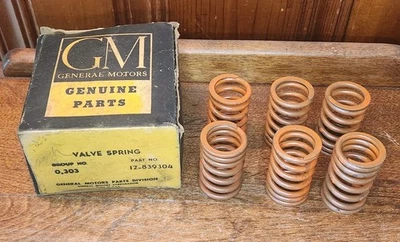 GM
GENERAL MOTORS
GENUINE
PARTS
VALVE SPRING
GROUP NO. PART NO.
0.303 12-839304
GENERAL MOTORS PARTS DIVISION